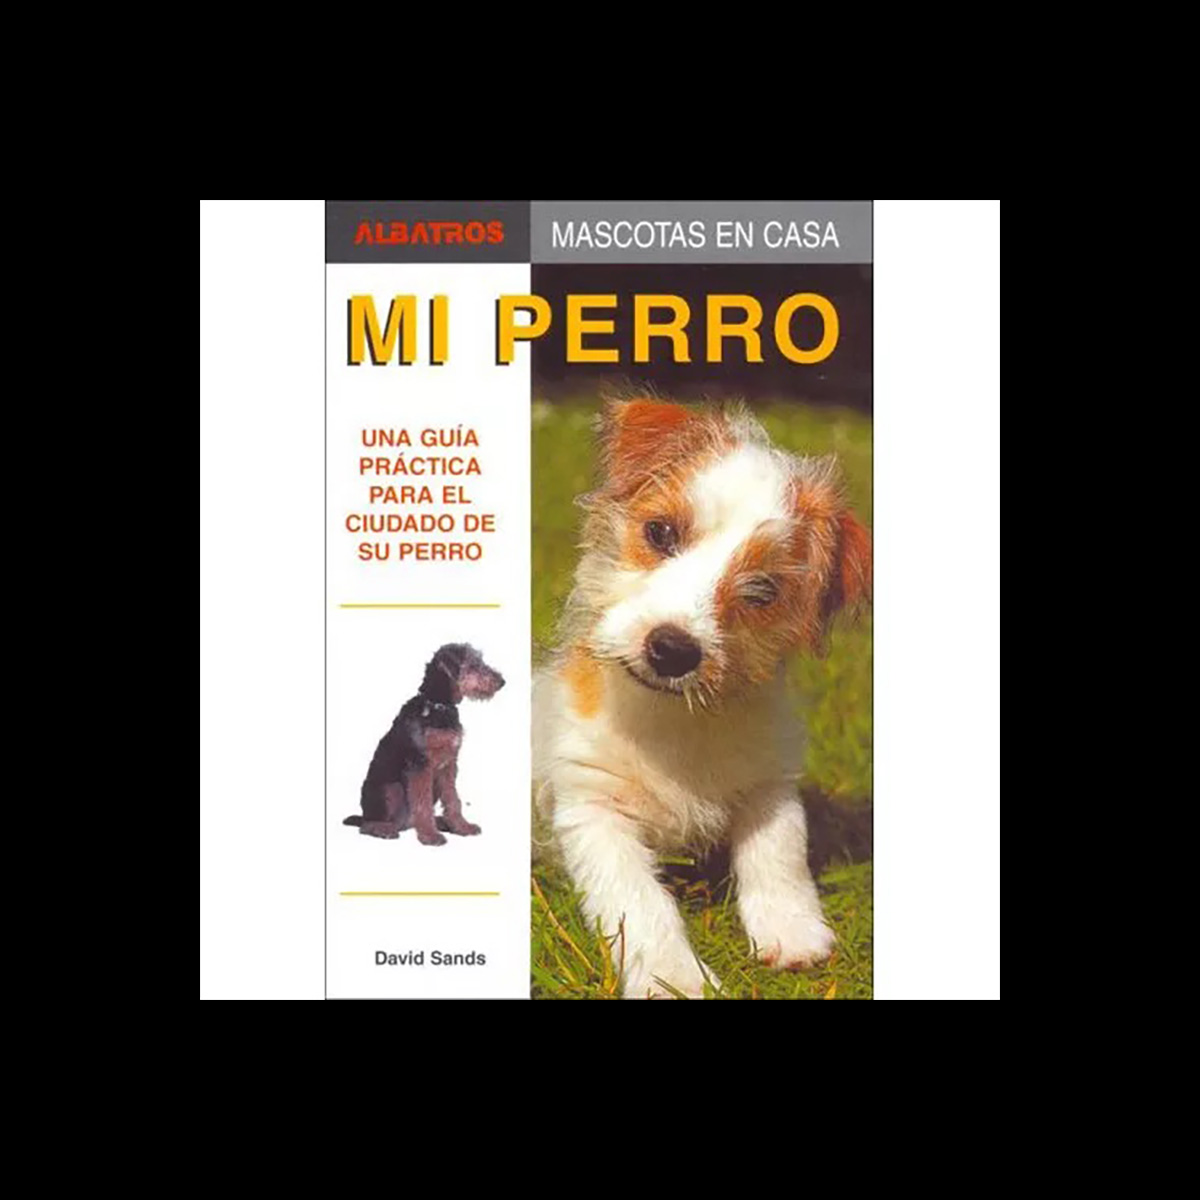 ALBATROS
MASCOTAS EN CASA
MI PERRO
UNA GUÍA
PRÁCTICA
PARA EL
CIUDADO DE
SU PERRO
David Sands